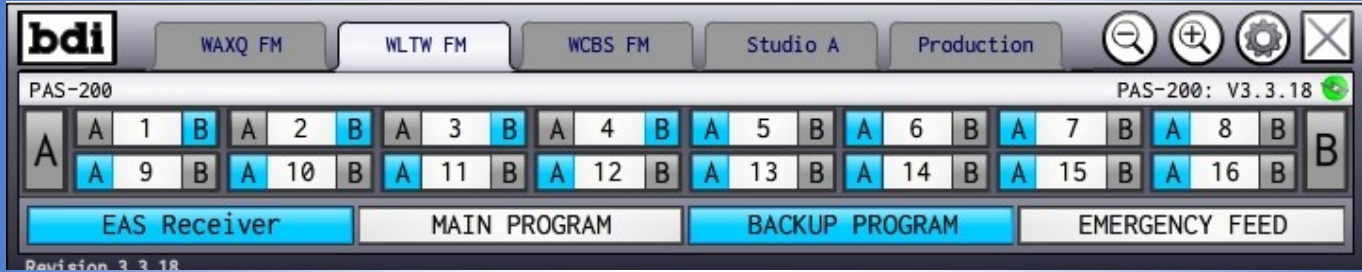 bdi WAXQ FM WLTW FM WCBS FM Studio A Production
PAS-200 PAS-200: V3.3.18
A A 1 B A 2 B A 3 B A 4 B A 5 B A 6 B A 7 B A 8 B B
A 9 B A 10 B A 11 B A 12 B A 13 B A 14 B A 15 B A 16 B
EAS Receiver MAIN PROGRAM BACKUP PROGRAM EMERGENCY FEED
Revision 3.3.18